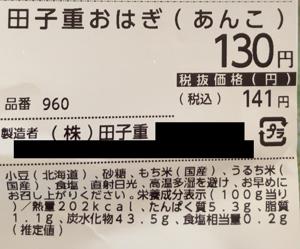 田子重おはぎ(あんこ)
130円
税抜価格(円)
(税込) 141円
品番 960
製造者 (株)田子重
プラ
小豆(北海道)、砂糖、もち米(国産)、うるち米(
国産)、食塩、直射日光、高温多湿を避け、お早めに
お召し上がりください。栄養成分表示(100g当り
)/熱量202kcal、たんぱく質5.3g、脂質
1.1g、炭水化物43.5g、食塩相当量0.2g
(推定値)